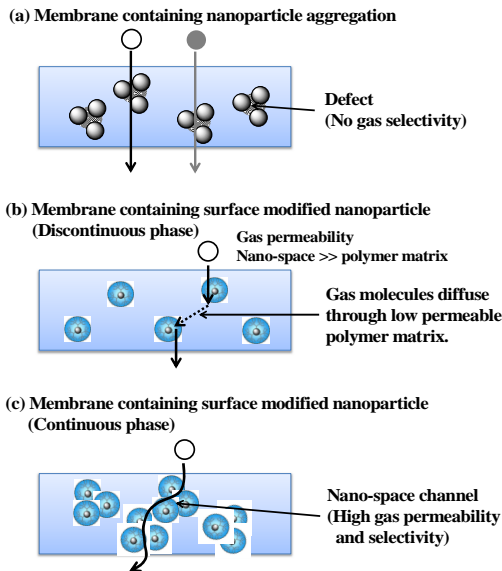 (a) Membrane containing nanoparticle aggregation
Defect
(No gas selectivity)
(b) Membrane containing surface modified nanoparticle
(Discontinuous phase)
Gas permeability
Nano-space >> polymer matrix
Gas molecules diffuse
through low permeable
polymer matrix.
(c) Membrane containing surface modified nanoparticle
(Continuous phase)
Nano-space channel
(High gas permeability
and selectivity)